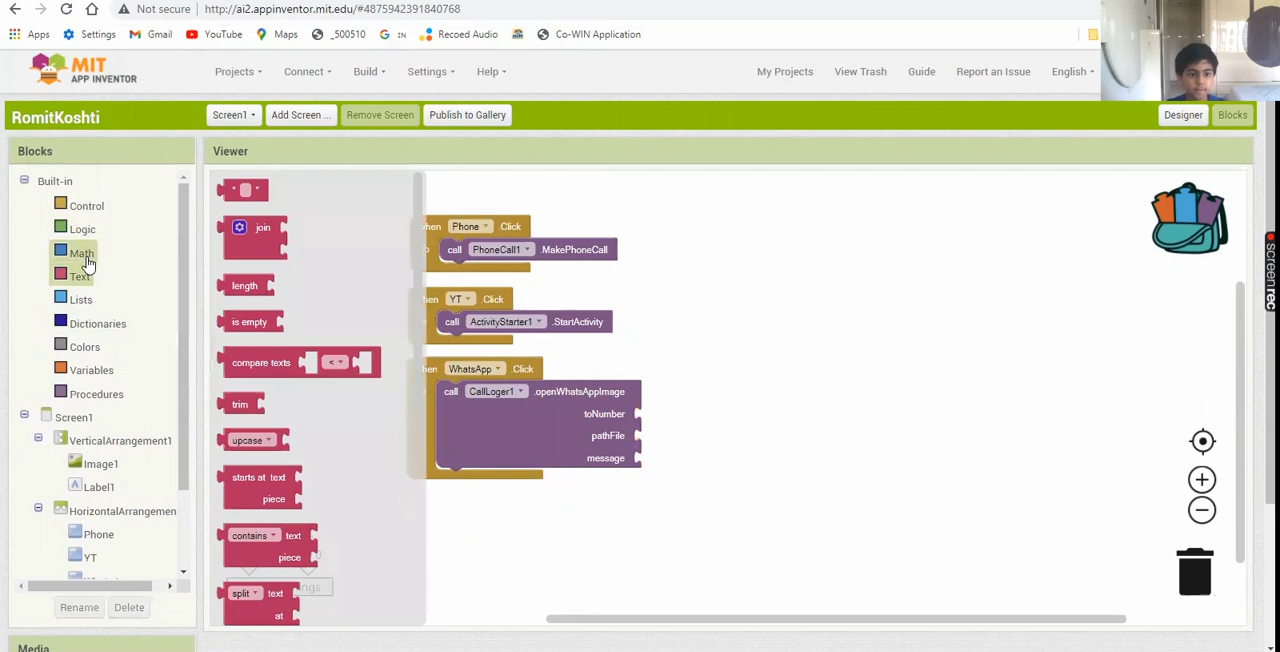 Not secure http://ai2.appinventor.mit.edu/#4875942391840768
Apps Settings Gmail YouTube Maps _500510 IN Recoed Audio Co-WIN Application
MIT
APP INVENTOR
Projects Connect Build Settings Help My Projects View Trash Guide Report an Issue English
RomitKoshti Screen1 Add Screen ... Remove Screen Publish to Gallery Designer Blocks
Blocks Viewer
Built-in
Control
Logic
Math
Text
Lists
Dictionaries
Colors
Variables
Procedures
Screen1
VerticalArrangement1
Image1
Label1
HorizontalArrangemen
Phone
YT
Rename Delete
Media
" "
join
length
is empty
compare texts <
trim
upcase
starts at text
piece
contains text
piece
split text
at
Phone .Click
call PhoneCall1 .MakePhoneCall
YT .Click
call ActivityStarter1 .StartActivity
WhatsApp .Click
call CallLoger1 .openWhatsAppImage
toNumber
pathFile
message
screenrec